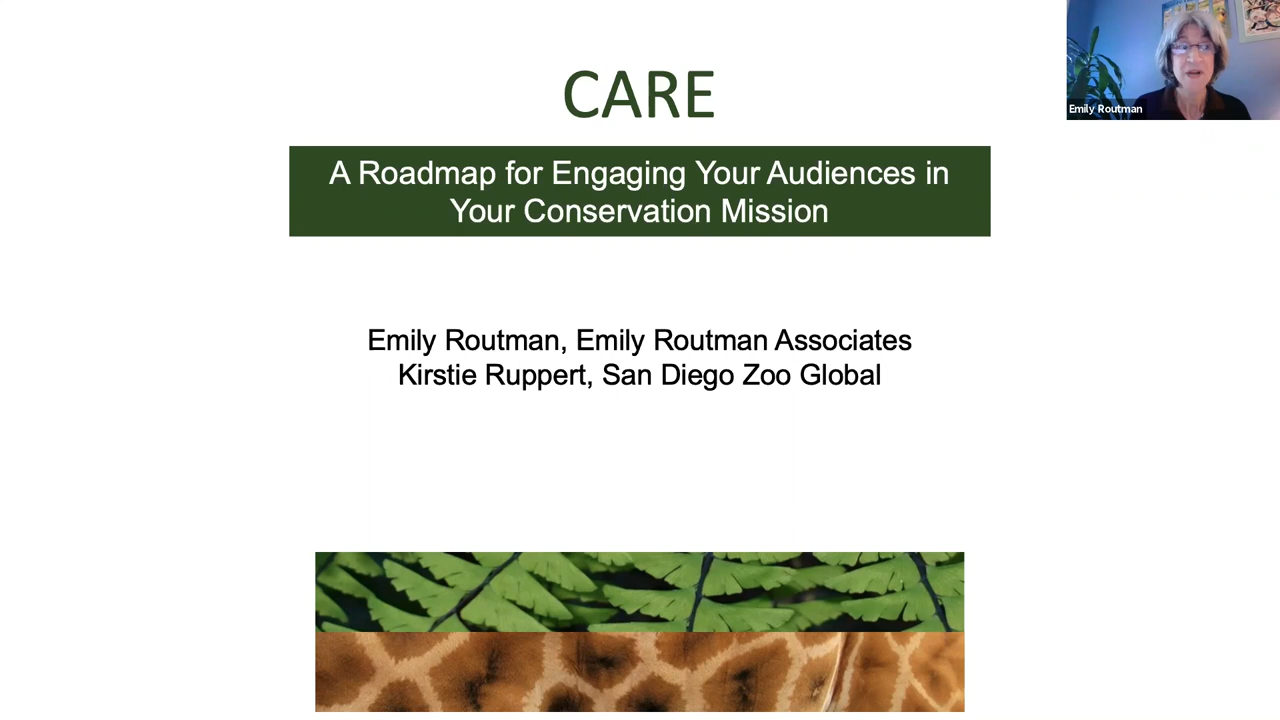 CARE
A Roadmap for Engaging Your Audiences in
Your Conservation Mission
Emily Routman, Emily Routman Associates
Kirstie Ruppert, San Diego Zoo Global
Emily Routman